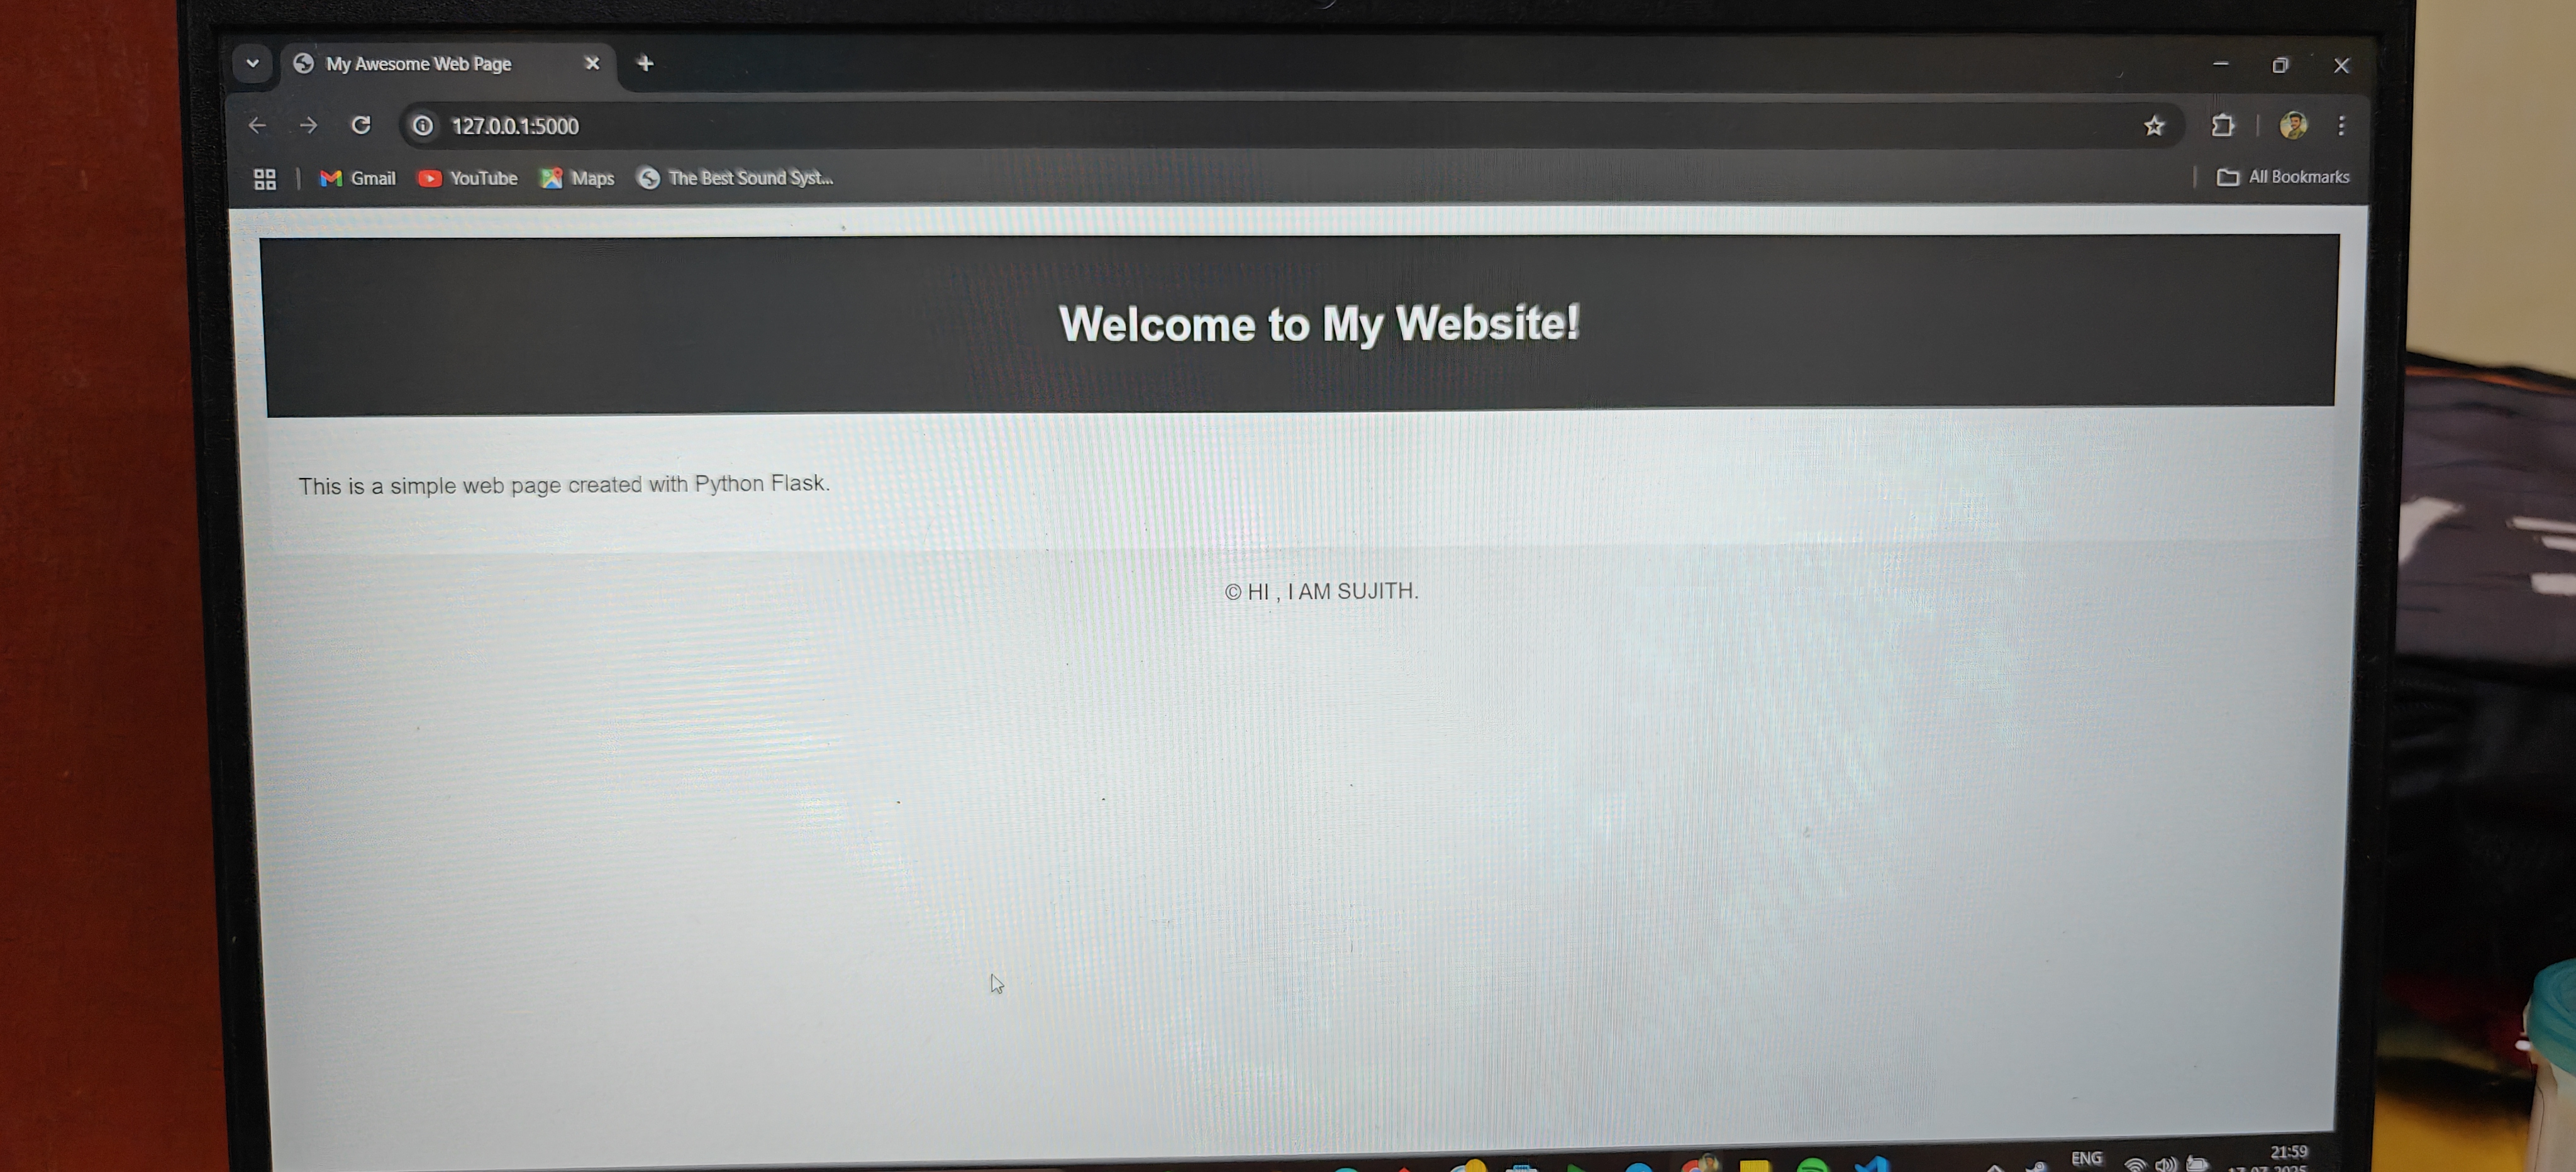 My Awesome Web Page
127.0.0.1:5000
Gmail YouTube Maps The Best Sound Syst... All Bookmarks
Welcome to My Website!
This is a simple web page created with Python Flask.
© HI , I AM SUJITH.
ENG 21:59